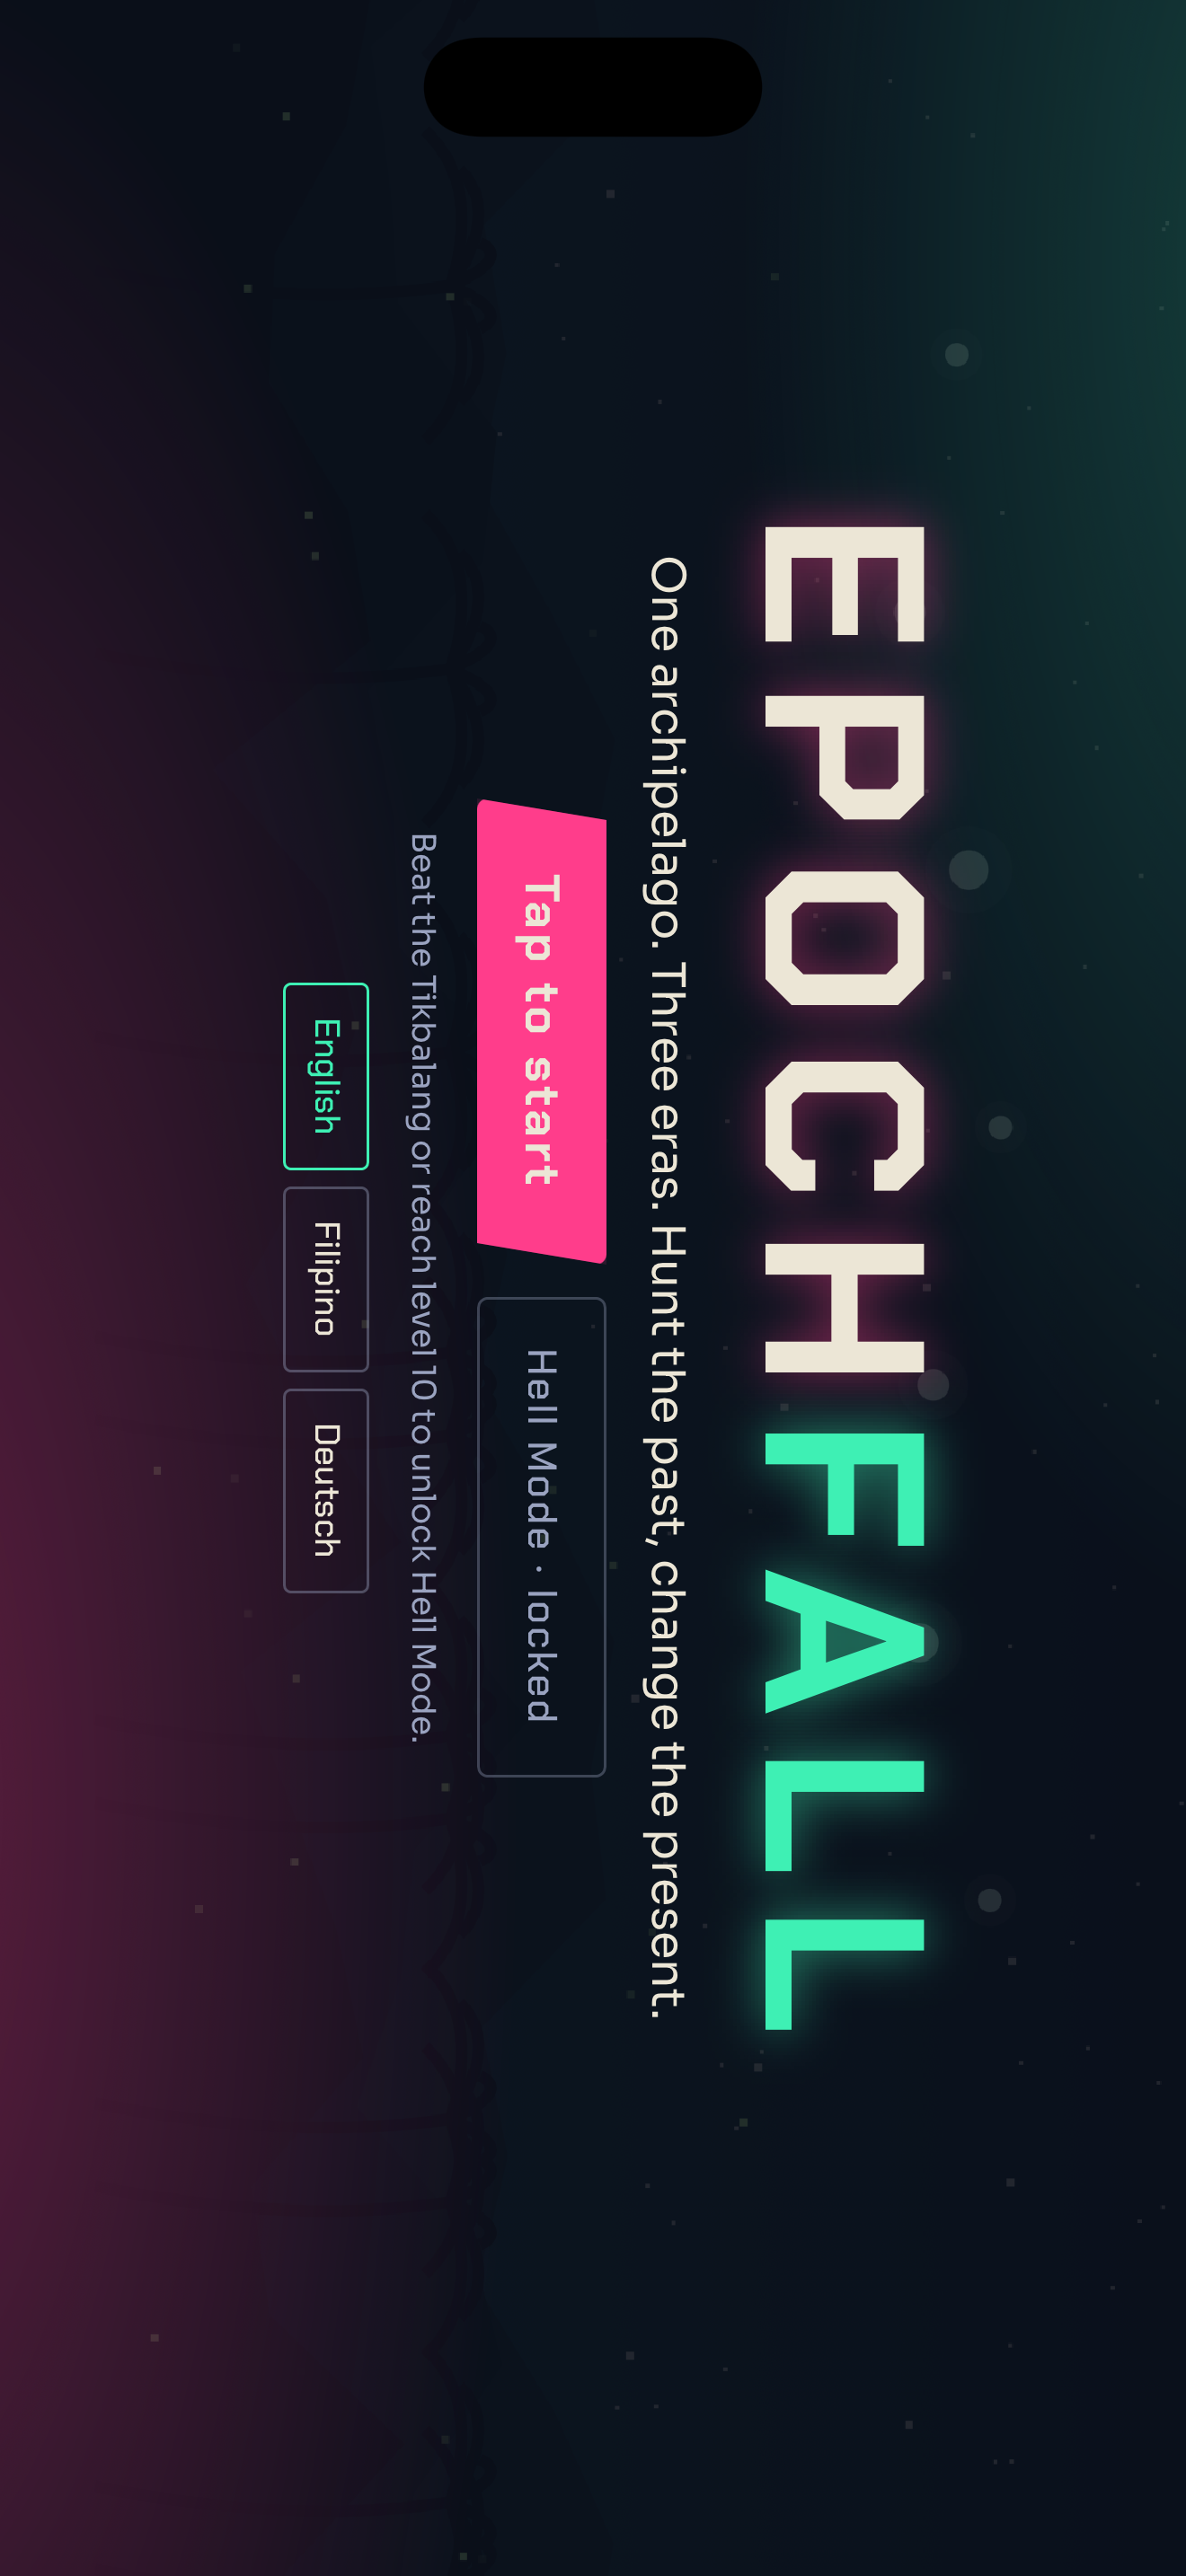 EPOCHFALL
One archipelago. Three eras. Hunt the past, change the present.
Tap to start
Hell Mode · locked
Beat the Tikbalang or reach level 10 to unlock Hell Mode.
English
Filipino
Deutsch